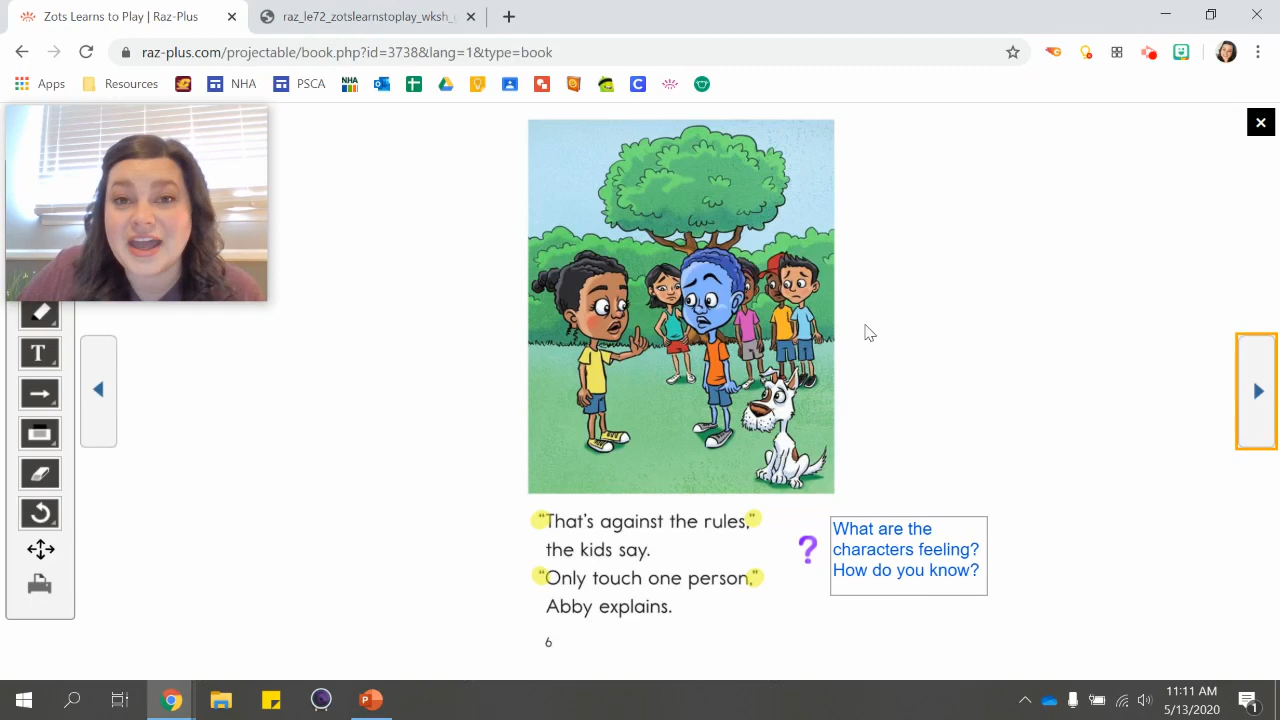 Zots Learns to Play | Raz-Plus
raz_le72_zotslearnstoplay_wksh_
raz-plus.com/projectable/book.php?id=3738&lang=1&type=book
Apps
Resources
NHA
PSCA
NHA
T
"That's against the rules,"
the kids say.
"Only touch one person,"
Abby explains.
6
?
What are the
characters feeling?
How do you know?
11:11 AM
5/13/2020
1